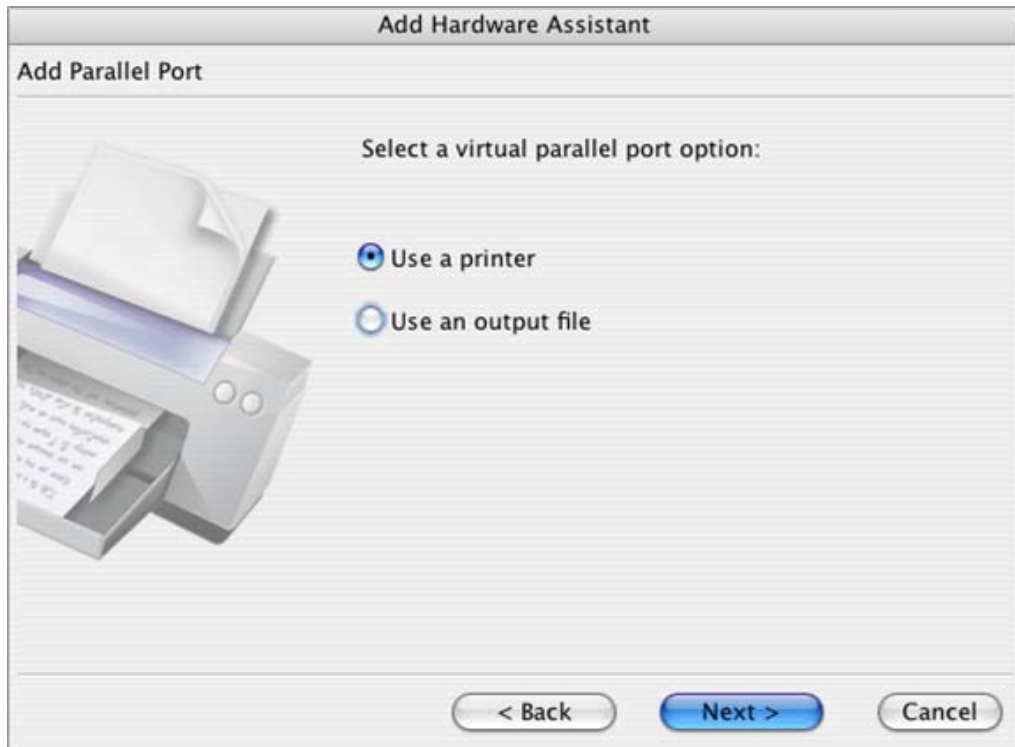 Add Hardware Assistant
Add Parallel Port
Select a virtual parallel port option:
Use a printer
Use an output file
< Back
Next >
Cancel